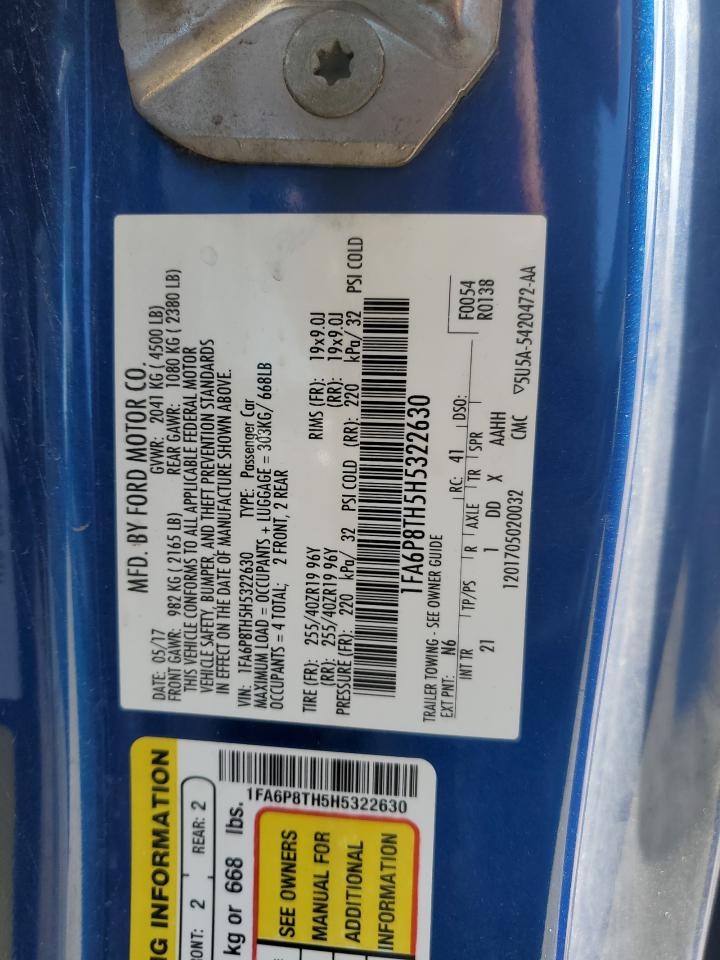 MFD. BY FORD MOTOR CO.
DATE: 05/17 GVWR: 2041 KG ( 4500 LB)
FRONT GAWR: 982 KG ( 2165 LB) REAR GAWR: 1080 KG ( 2380 LB)
THIS VEHICLE CONFORMS TO ALL APPLICABLE FEDERAL MOTOR
VEHICLE SAFETY, BUMPER, AND THEFT PREVENTION STANDARDS
IN EFFECT ON THE DATE OF MANUFACTURE SHOWN ABOVE.
VIN: 1FA6P8TH5H5322630 TYPE: Passenger Car
MAXIMUM LOAD = OCCUPANTS + LUGGAGE = 303KG/ 668LB
OCCUPANTS = 4 TOTAL; 2 FRONT, 2 REAR
TIRE (FR): 255/40ZR19 96Y RIMS (FR): 19x9.0J
(RR): 255/40ZR19 96Y (RR): 19x9.0J
PRESSURE (FR): 220 kPa/ 32 PSI COLD (RR): 220 kPa/ 32 PSI COLD
1FA6P8TH5H5322630
TRAILER TOWING - SEE OWNER GUIDE
EXT PNT: N6 RC: 41 DSO: F0054
R0138
INT TR TP/PS R AXLE TR SPR
21 1 DD X AAHH
1201705020032 CMC ▽5U5A-5420472-AA
NG INFORMATION
ONT: 2 REAR: 2
kg or 668 lbs.
1FA6P8TH5H5322630
SEE OWNERS
MANUAL FOR
ADDITIONAL
INFORMATION